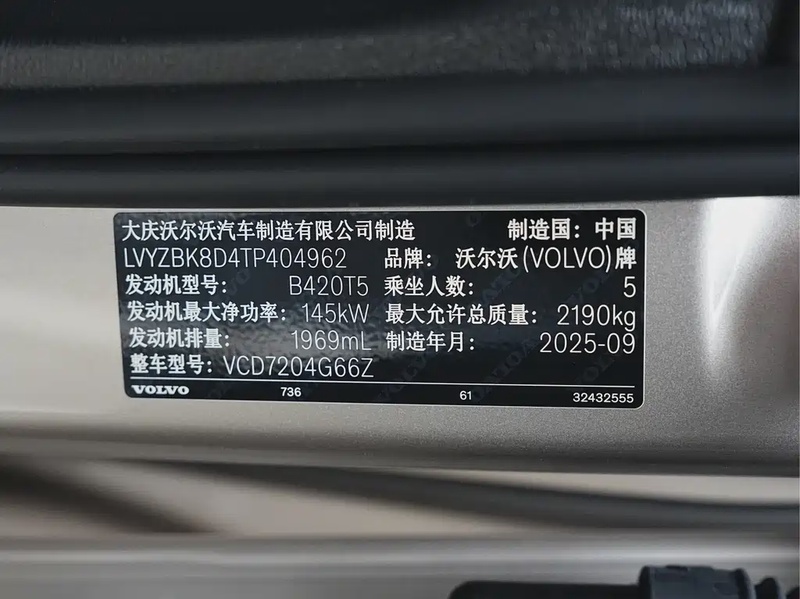 大庆沃尔沃汽车制造有限公司制造 制造国：中国
LVYZBK8D4TP404962 品牌：沃尔沃(VOLVO)牌
发动机型号：B420T5 乘坐人数：5
发动机最大净功率：145kW 最大允许总质量：2190kg
发动机排量：1969mL 制造年月：2025-09
整车型号：VCD7204G66Z
VOLVO 736 61 32432555